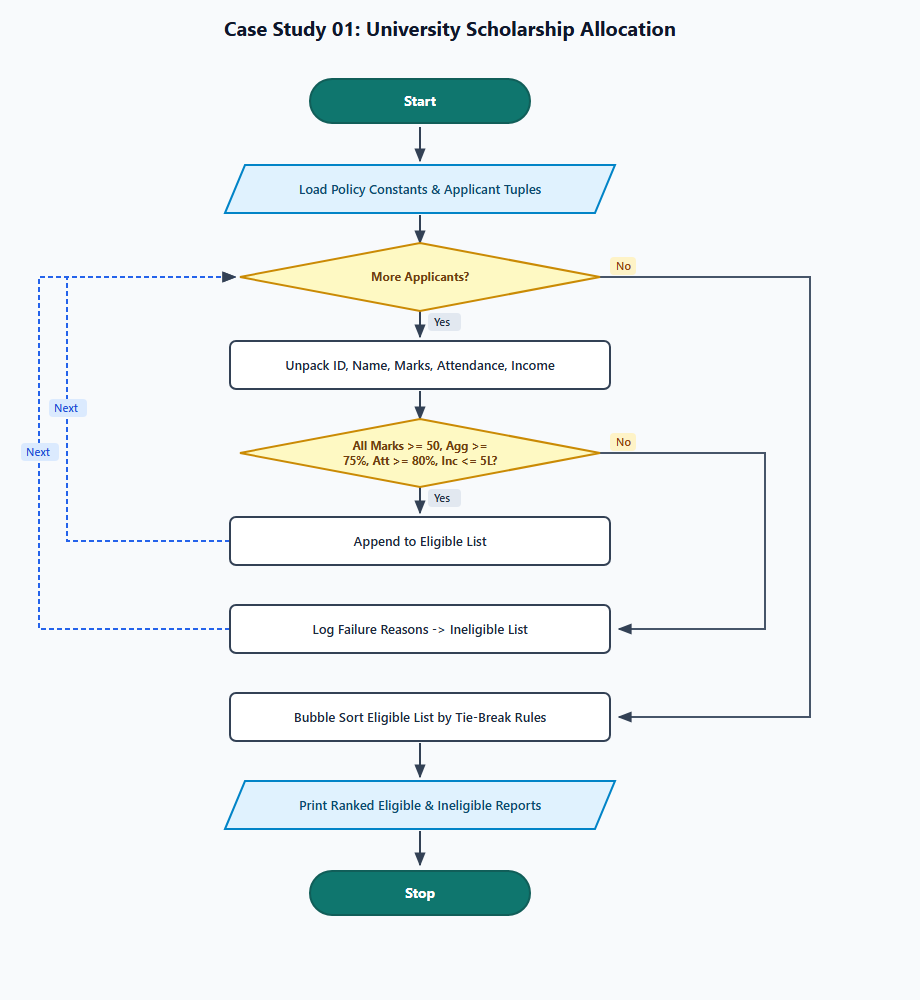 Case Study 01: University Scholarship Allocation
Start
Load Policy Constants & Applicant Tuples
More Applicants?
No
Yes
Unpack ID, Name, Marks, Attendance, Income
Next
All Marks >= 50, Agg >=
75%, Att >= 80%, Inc <= 5L?
No
Next
Yes
Append to Eligible List
Log Failure Reasons -> Ineligible List
Bubble Sort Eligible List by Tie-Break Rules
Print Ranked Eligible & Ineligible Reports
Stop